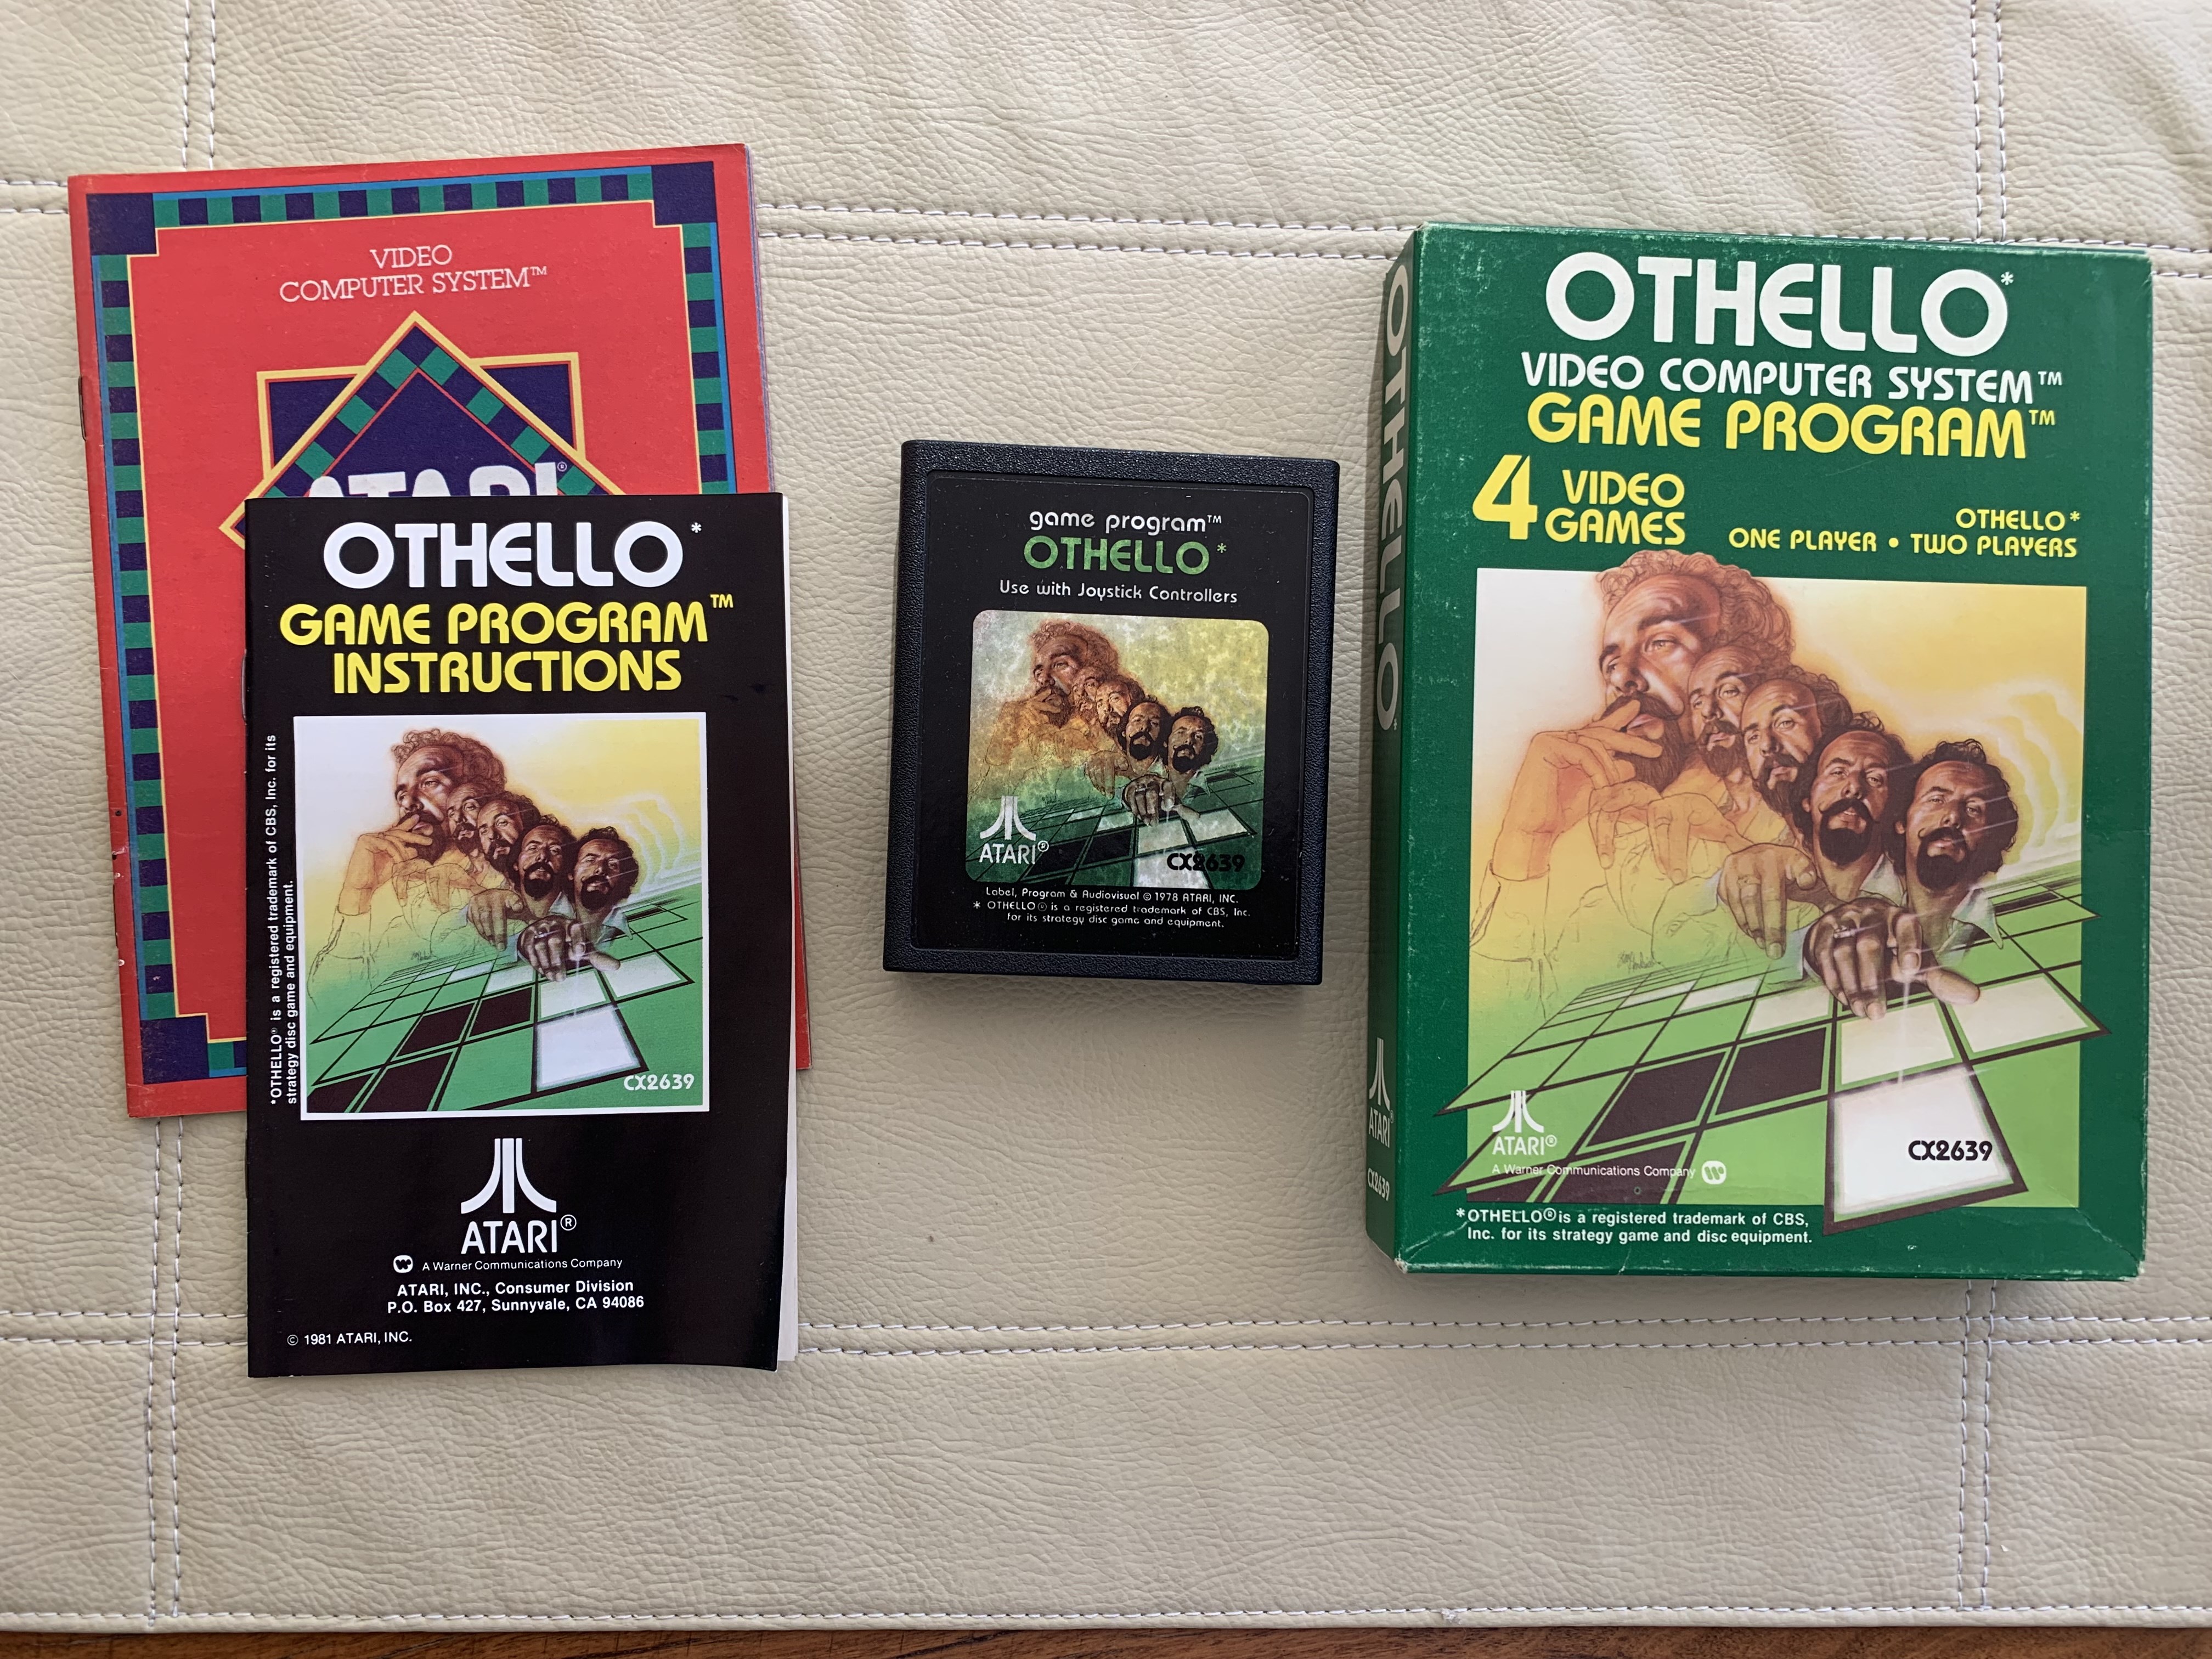 VIDEO
COMPUTER SYSTEM™
ATARI®
OTHELLO*
GAME PROGRAM™
INSTRUCTIONS
*OTHELLO® is a registered trademark of CBS, Inc. for its
strategy disc game and equipment.
CX2639
ATARI®
W A Warner Communications Company
ATARI, INC., Consumer Division
P.O. Box 427, Sunnyvale, CA 94086
© 1981 ATARI, INC.
game program™
OTHELLO*
Use with Joystick Controllers
ATARI®
CX2639
Label, Program & Audiovisual © 1978 ATARI, INC.
* OTHELLO® is a registered trademark of CBS, Inc.
for its strategy disc game and equipment.
OTHELLO*
ATARI
CX2639
OTHELLO*
VIDEO COMPUTER SYSTEM™
GAME PROGRAM™
4 VIDEO
GAMES
OTHELLO*
ONE PLAYER • TWO PLAYERS
ATARI®
A Warner Communications Company W
CX2639
*OTHELLO® is a registered trademark of CBS,
Inc. for its strategy game and disc equipment.